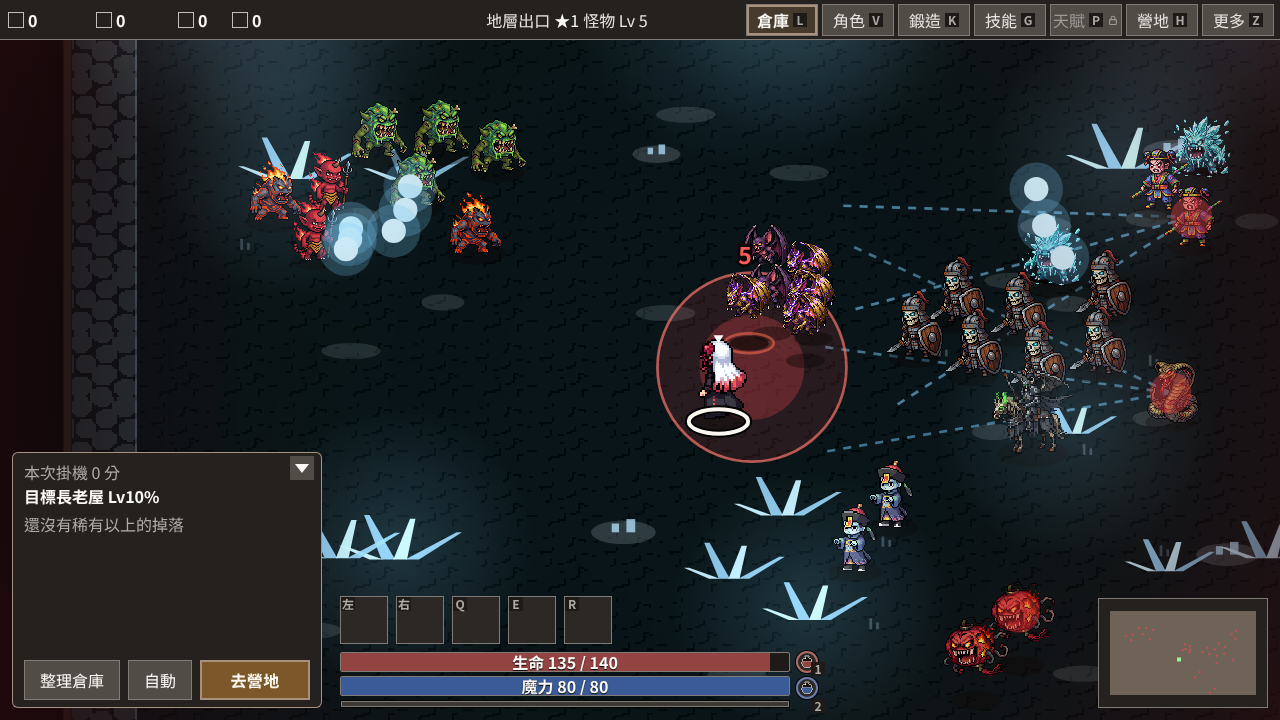 0 0 0 0 地層出口 ★1 怪物 Lv 5 倉庫 L 角色 V 鍛造 K 技能 G 天賦 P 營地 H 更多 Z
5
本次掛機 0 分
目標長老屋 Lv10%
還沒有稀有以上的掉落
左 右 Q E R
生命 135 / 140 1
整理倉庫 自動 去營地
魔力 80 / 80 2